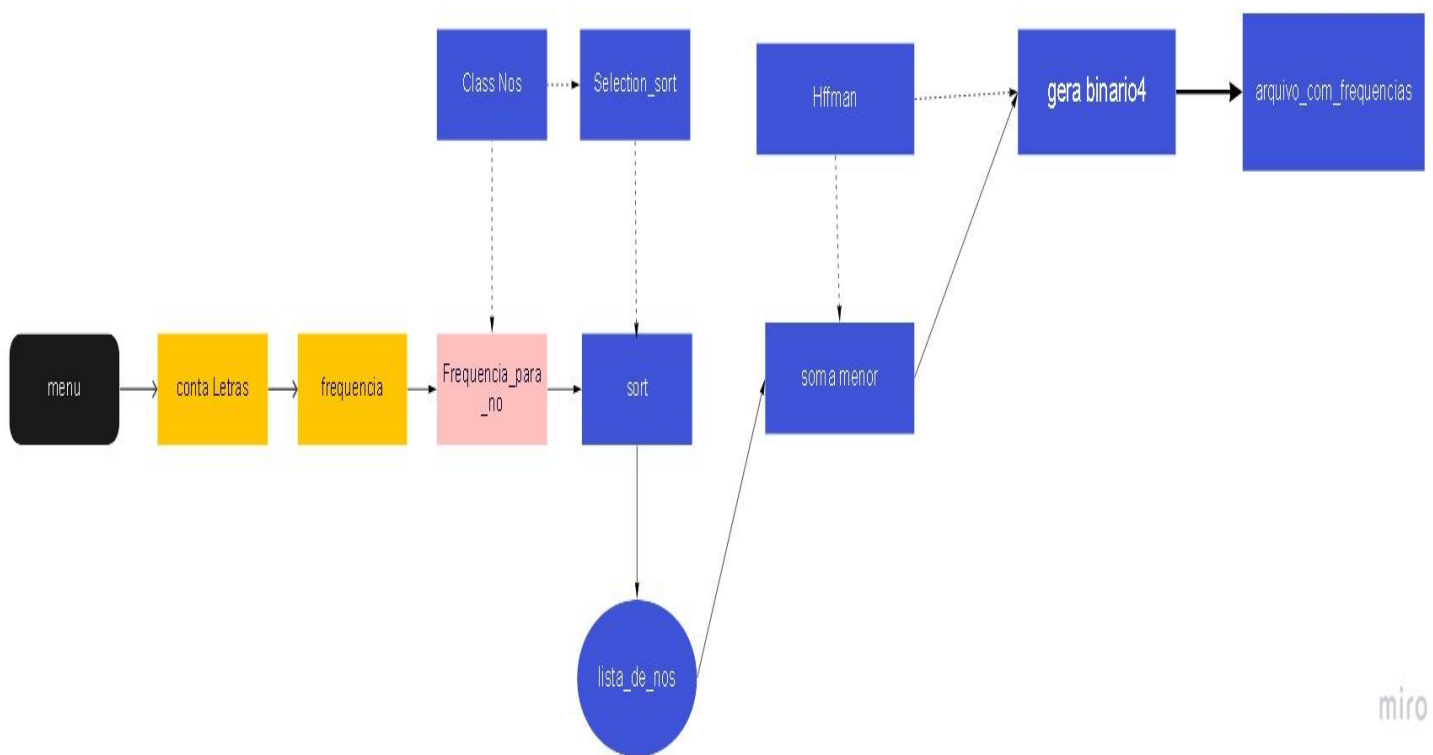 Class Nos
Selection_sort
Hffman
gera binario4
arquivo_com_frequencias
menu
conta Letras
frequencia
Frequencia_para
_no
sort
soma menor
lista_de_nos
miro